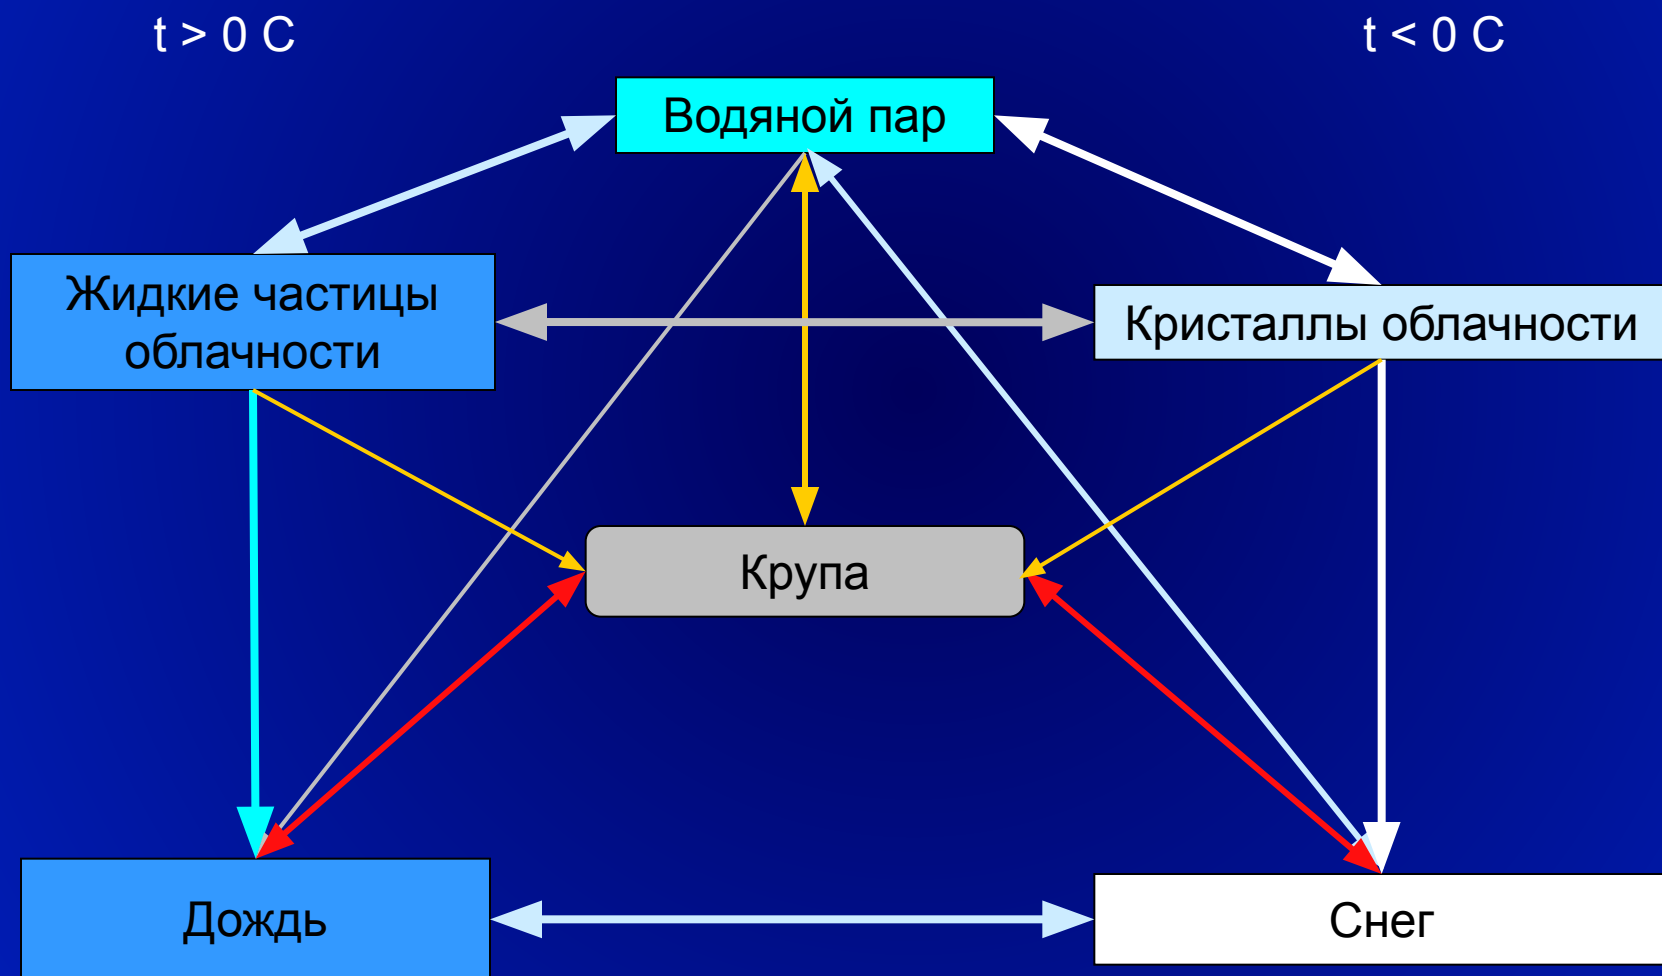 t > 0 C
t < 0 C
Водяной пар
Жидкие частицы
облачности
Кристаллы облачности
Крупа
Дождь
Снег